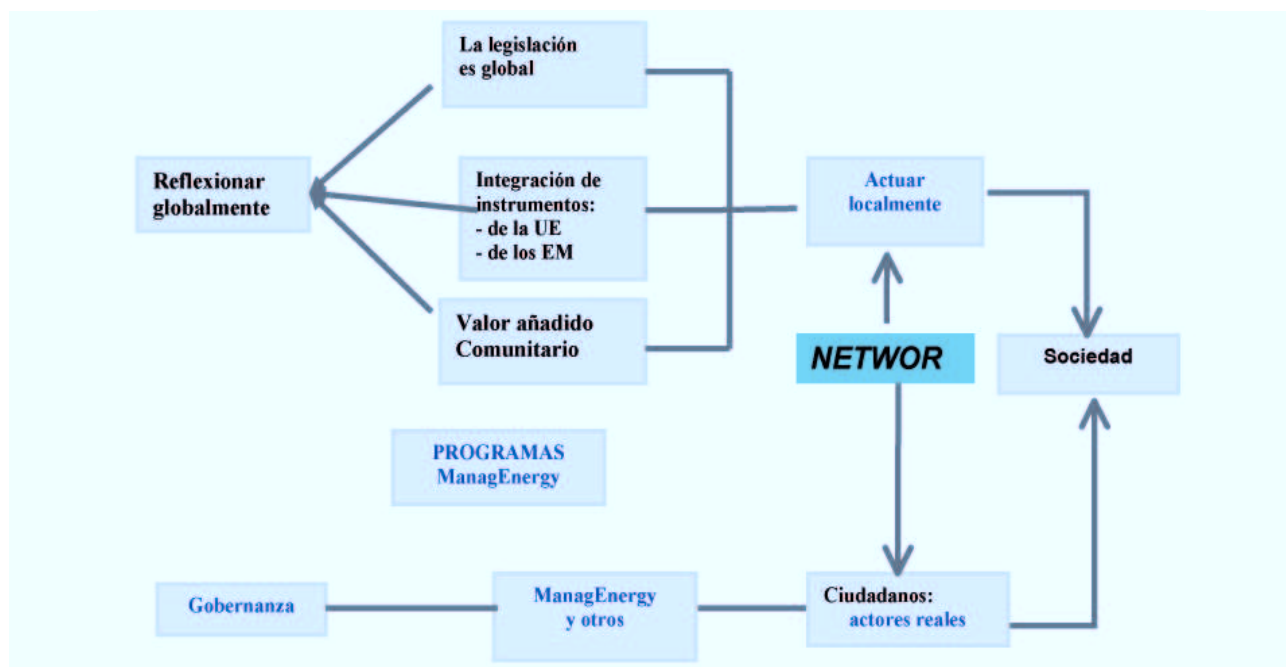 La legislación
es global
Reflexionar
globalmente
Integración de
instrumentos:
- de la UE
- de los EM
Actuar
localmente
Valor añadido
Comunitario
NETWOR
Sociedad
PROGRAMAS
ManagEnergy
Gobernanza
ManagEnergy
y otros
Ciudadanos:
actores reales